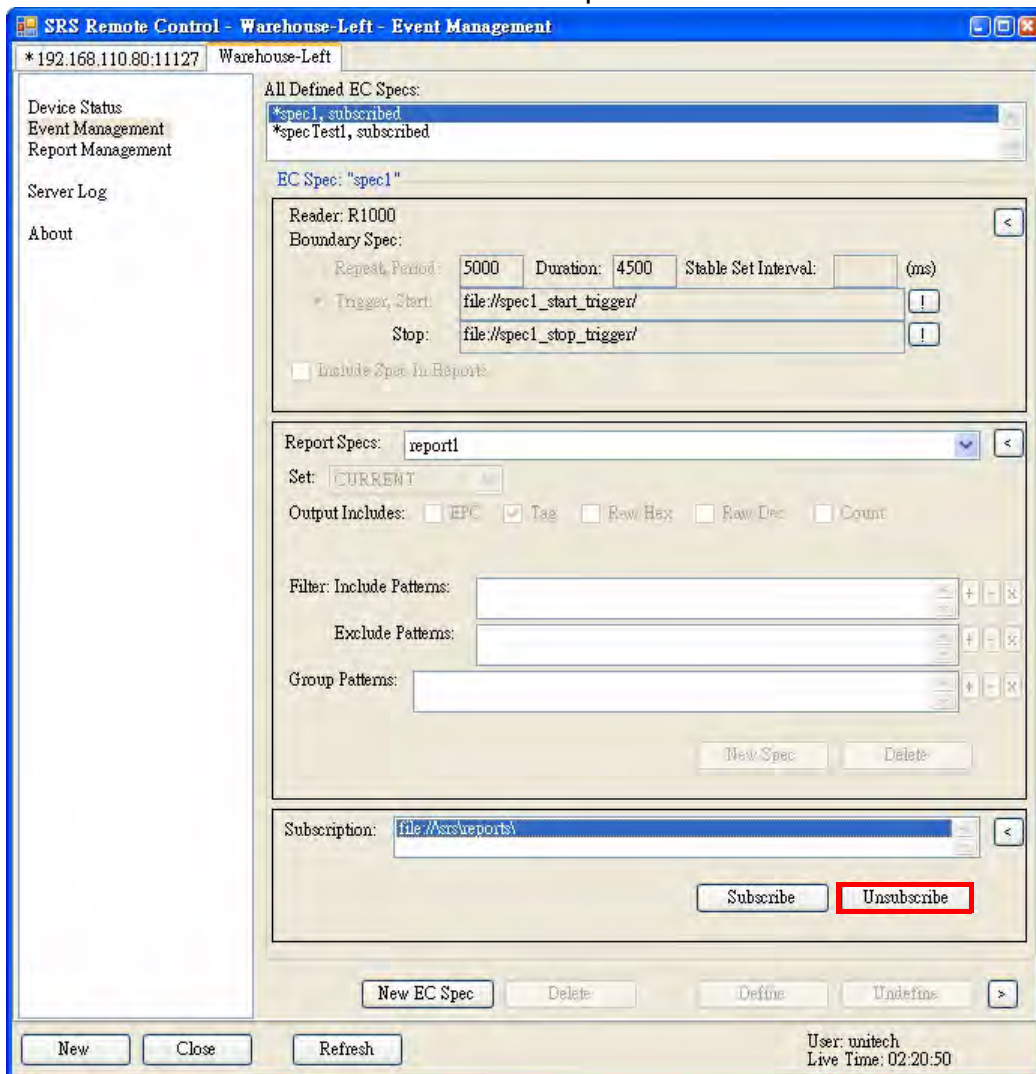 SRS Remote Control - Warehouse-Left - Event Management
*192.168.110.80:11127 Warehouse-Left
Device Status
Event Management
Report Management
Server Log
About
All Defined EC Specs:
*spec1, subscribed
*specTest1, subscribed
EC Spec: "spec1"
Reader: R1000
Boundary Spec:
Repeat, Period: 5000 Duration: 4500 Stable Set Interval: (ms)
Trigger, Start: file://spec1_start_trigger/ !
Stop: file://spec1_stop_trigger/ !
Include Spec In Reports
<
Report Specs: report1 <
Set: CURRENT
Output Includes: EPC Tag Raw Hex Raw Dec Count
Filter: Include Patterns: + - x
Exclude Patterns: + - x
Group Patterns: + - x
New Spec Delete
Subscription: file://\srs\reports\ <
Subscribe Unsubscribe
New EC Spec Delete Define Undefine >
New Close Refresh
User: unitech
Live Time: 02:20:50